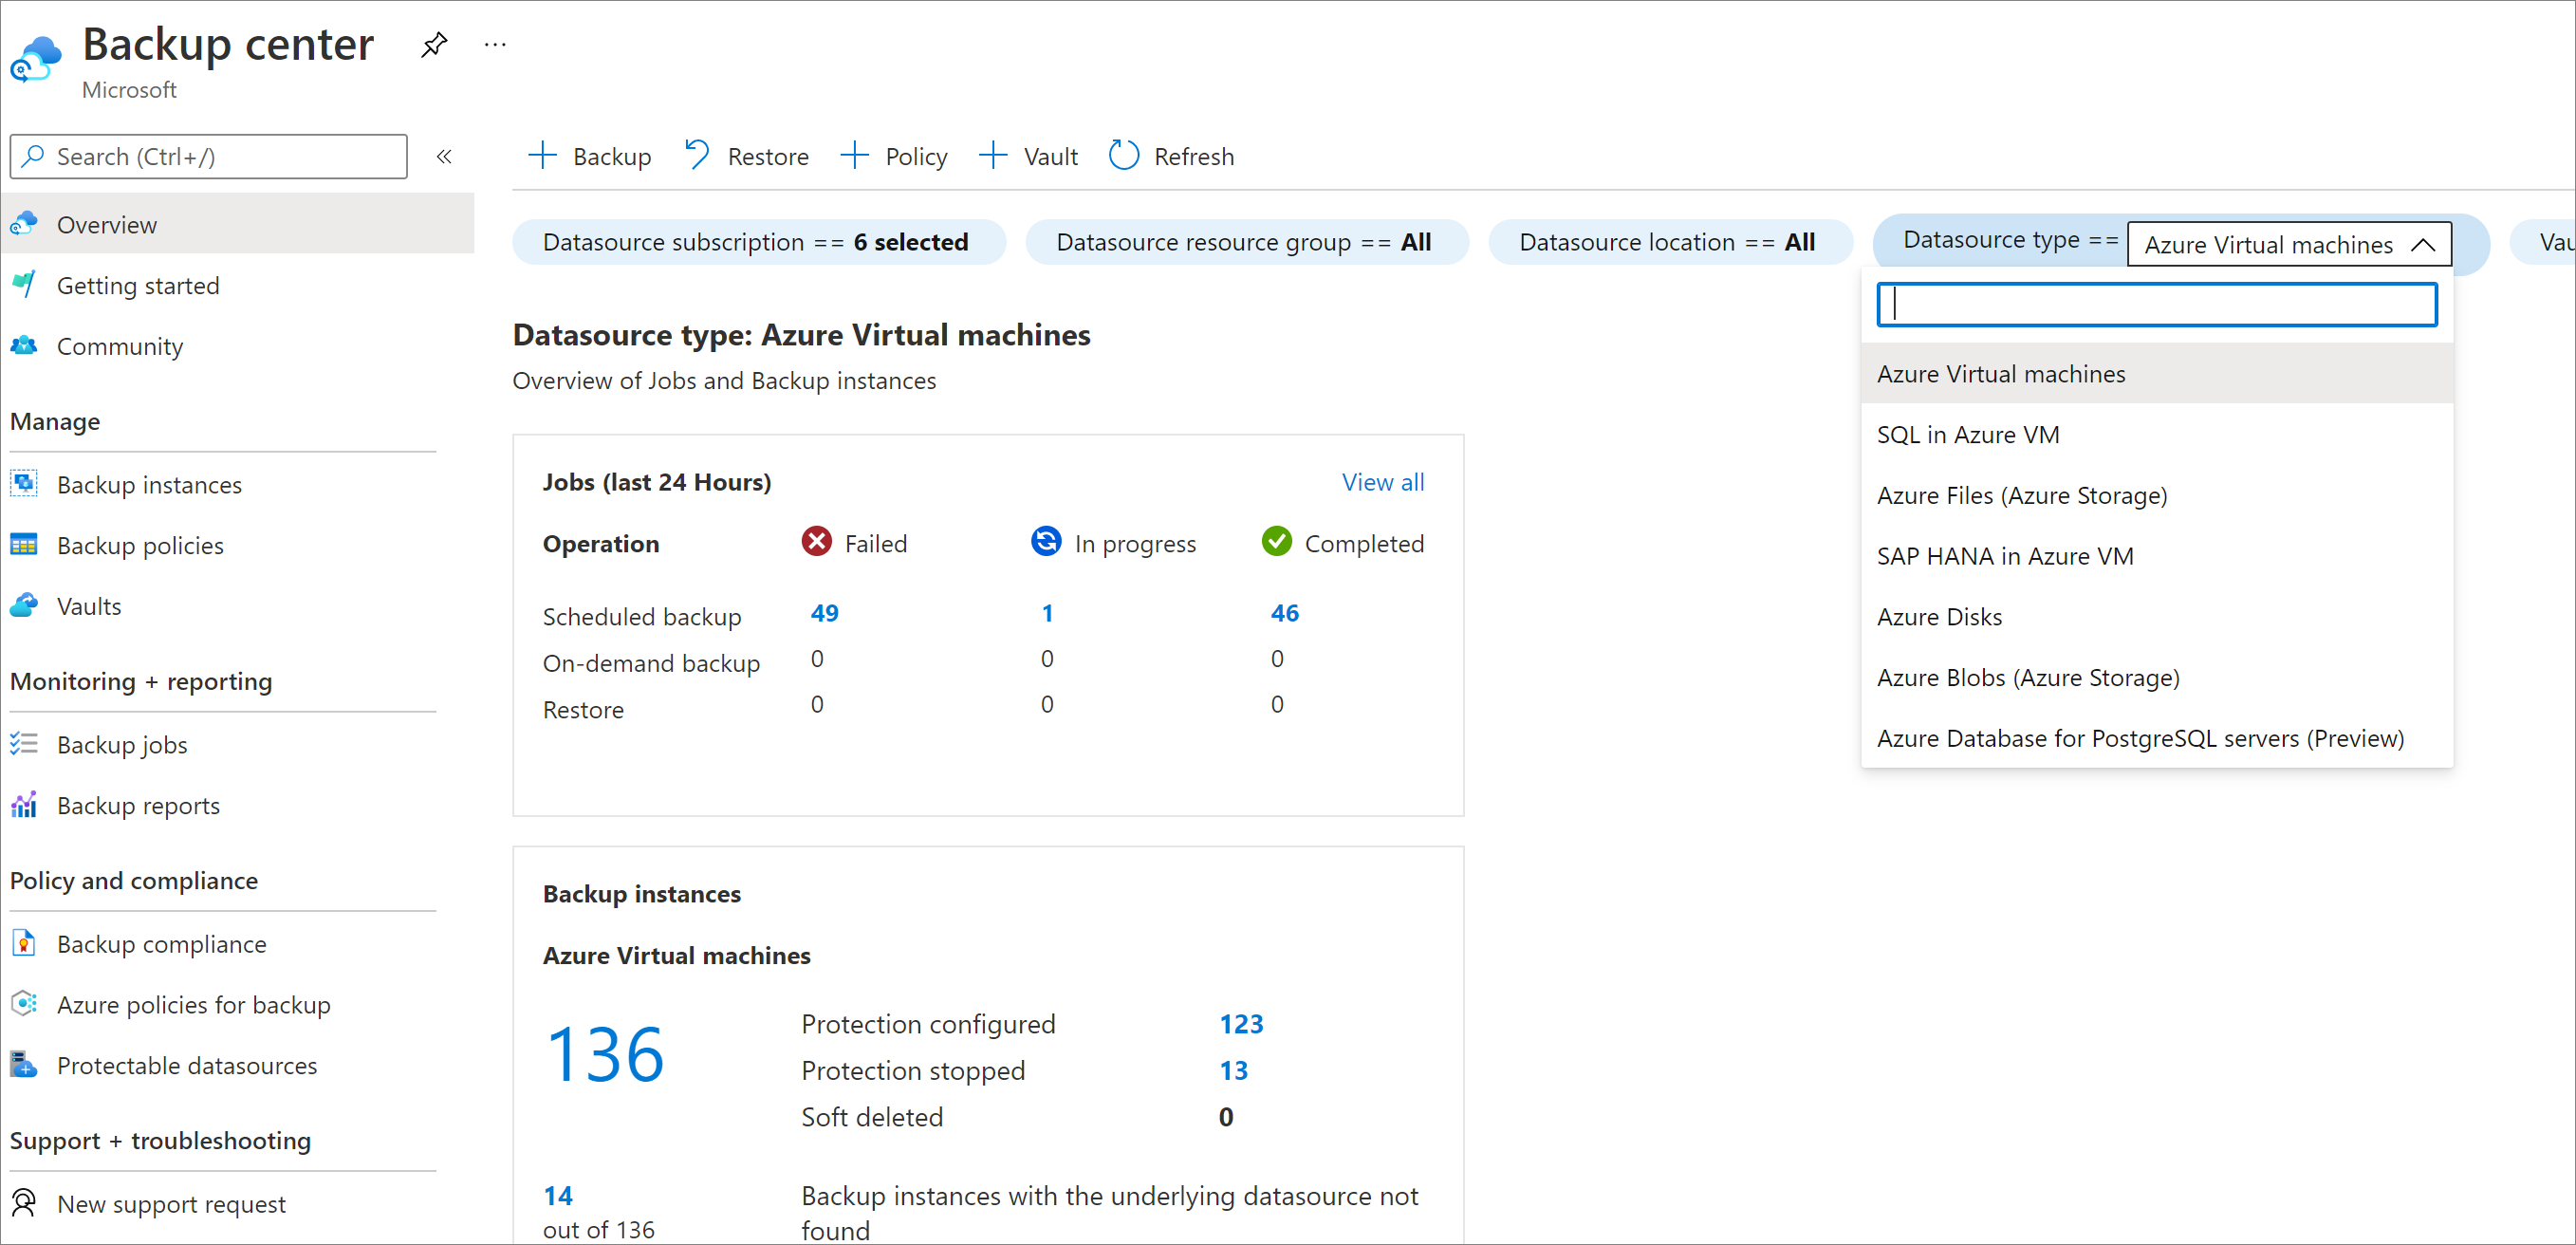 Backup center
Microsoft
Search (Ctrl+/)
«
Overview
Getting started
Community
Manage
Backup instances
Backup policies
Vaults
Monitoring + reporting
Backup jobs
Backup reports
Policy and compliance
Backup compliance
Azure policies for backup
Protectable datasources
Support + troubleshooting
New support request
Backup Restore Policy Vault Refresh
Datasource subscription == 6 selected Datasource resource group == All Datasource location == All Datasource type == Azure Virtual machines Vau
Azure Virtual machines
SQL in Azure VM
Azure Files (Azure Storage)
SAP HANA in Azure VM
Azure Disks
Azure Blobs (Azure Storage)
Azure Database for PostgreSQL servers (Preview)
Datasource type: Azure Virtual machines
Overview of Jobs and Backup instances
Jobs (last 24 Hours) View all
Operation Failed In progress Completed
Scheduled backup 49 1 46
On-demand backup 0 0 0
Restore 0 0 0
Backup instances
Azure Virtual machines
136
Protection configured 123
Protection stopped 13
Soft deleted 0
14
out of 136
Backup instances with the underlying datasource not
found